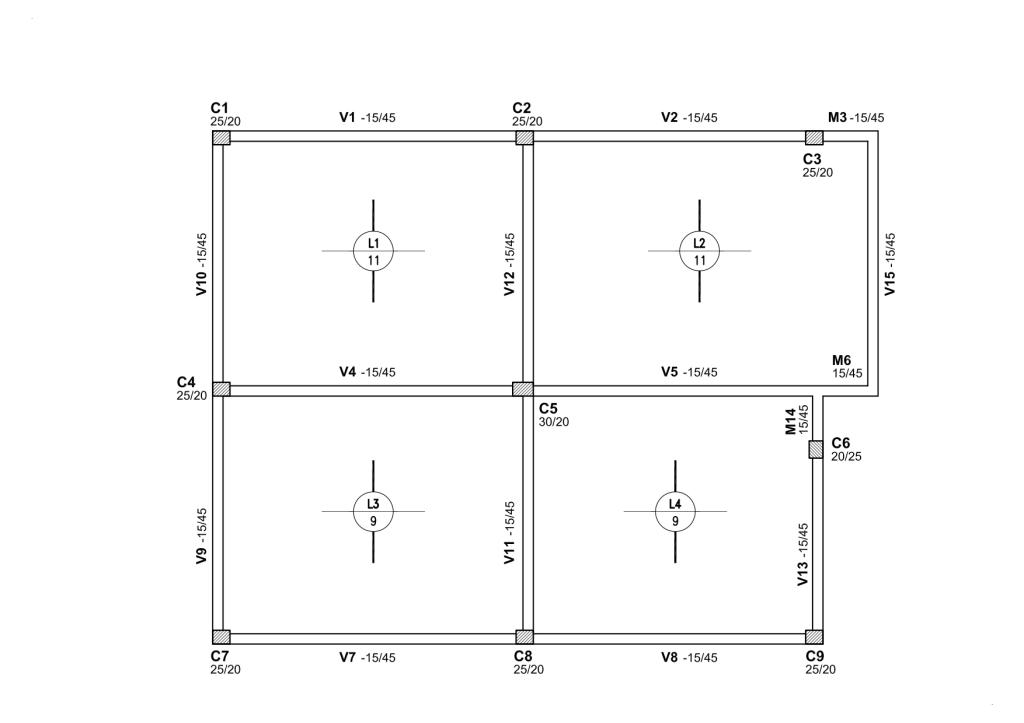 C1
25/20
V1 -15/45
C2
25/20
V2 -15/45
M3 -15/45
C3
25/20
V10 -15/45
L1
11
V12 -15/45
L2
11
V15 -15/45
C4
25/20
V4 -15/45
V5 -15/45
M6
15/45
C5
30/20
M14
15/45
C6
20/25
V9 -15/45
L3
9
V11 -15/45
L4
9
V13 -15/45
C7
25/20
V7 -15/45
C8
25/20
V8 -15/45
C9
25/20